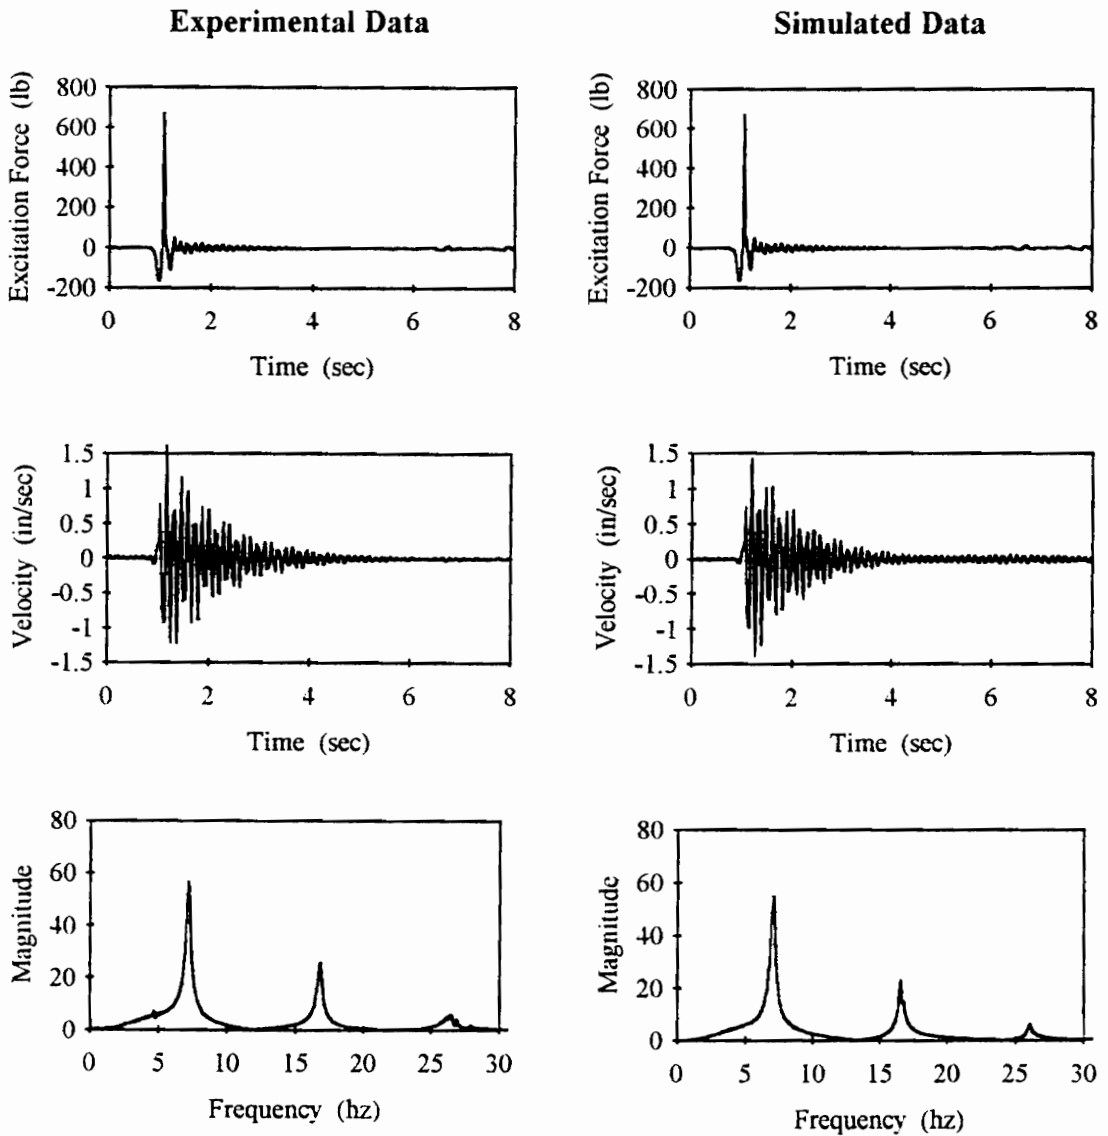 Experimental Data
Simulated Data
Excitation Force (lb)
800
600
400
200
0
-200
0 2 4 6 8
Time (sec)
Excitation Force (lb)
800
600
400
200
0
-200
0 2 4 6 8
Time (sec)
Velocity (in/sec)
1.5
1
0.5
0
-0.5
-1
-1.5
0 2 4 6 8
Time (sec)
Velocity (in/sec)
1.5
1
0.5
0
-0.5
-1
-1.5
0 2 4 6 8
Time (sec)
Magnitude
80
60
40
20
0
0 5 10 15 20 25 30
Frequency (hz)
Magnitude
80
60
40
20
0
0 5 10 15 20 25 30
Frequency (hz)